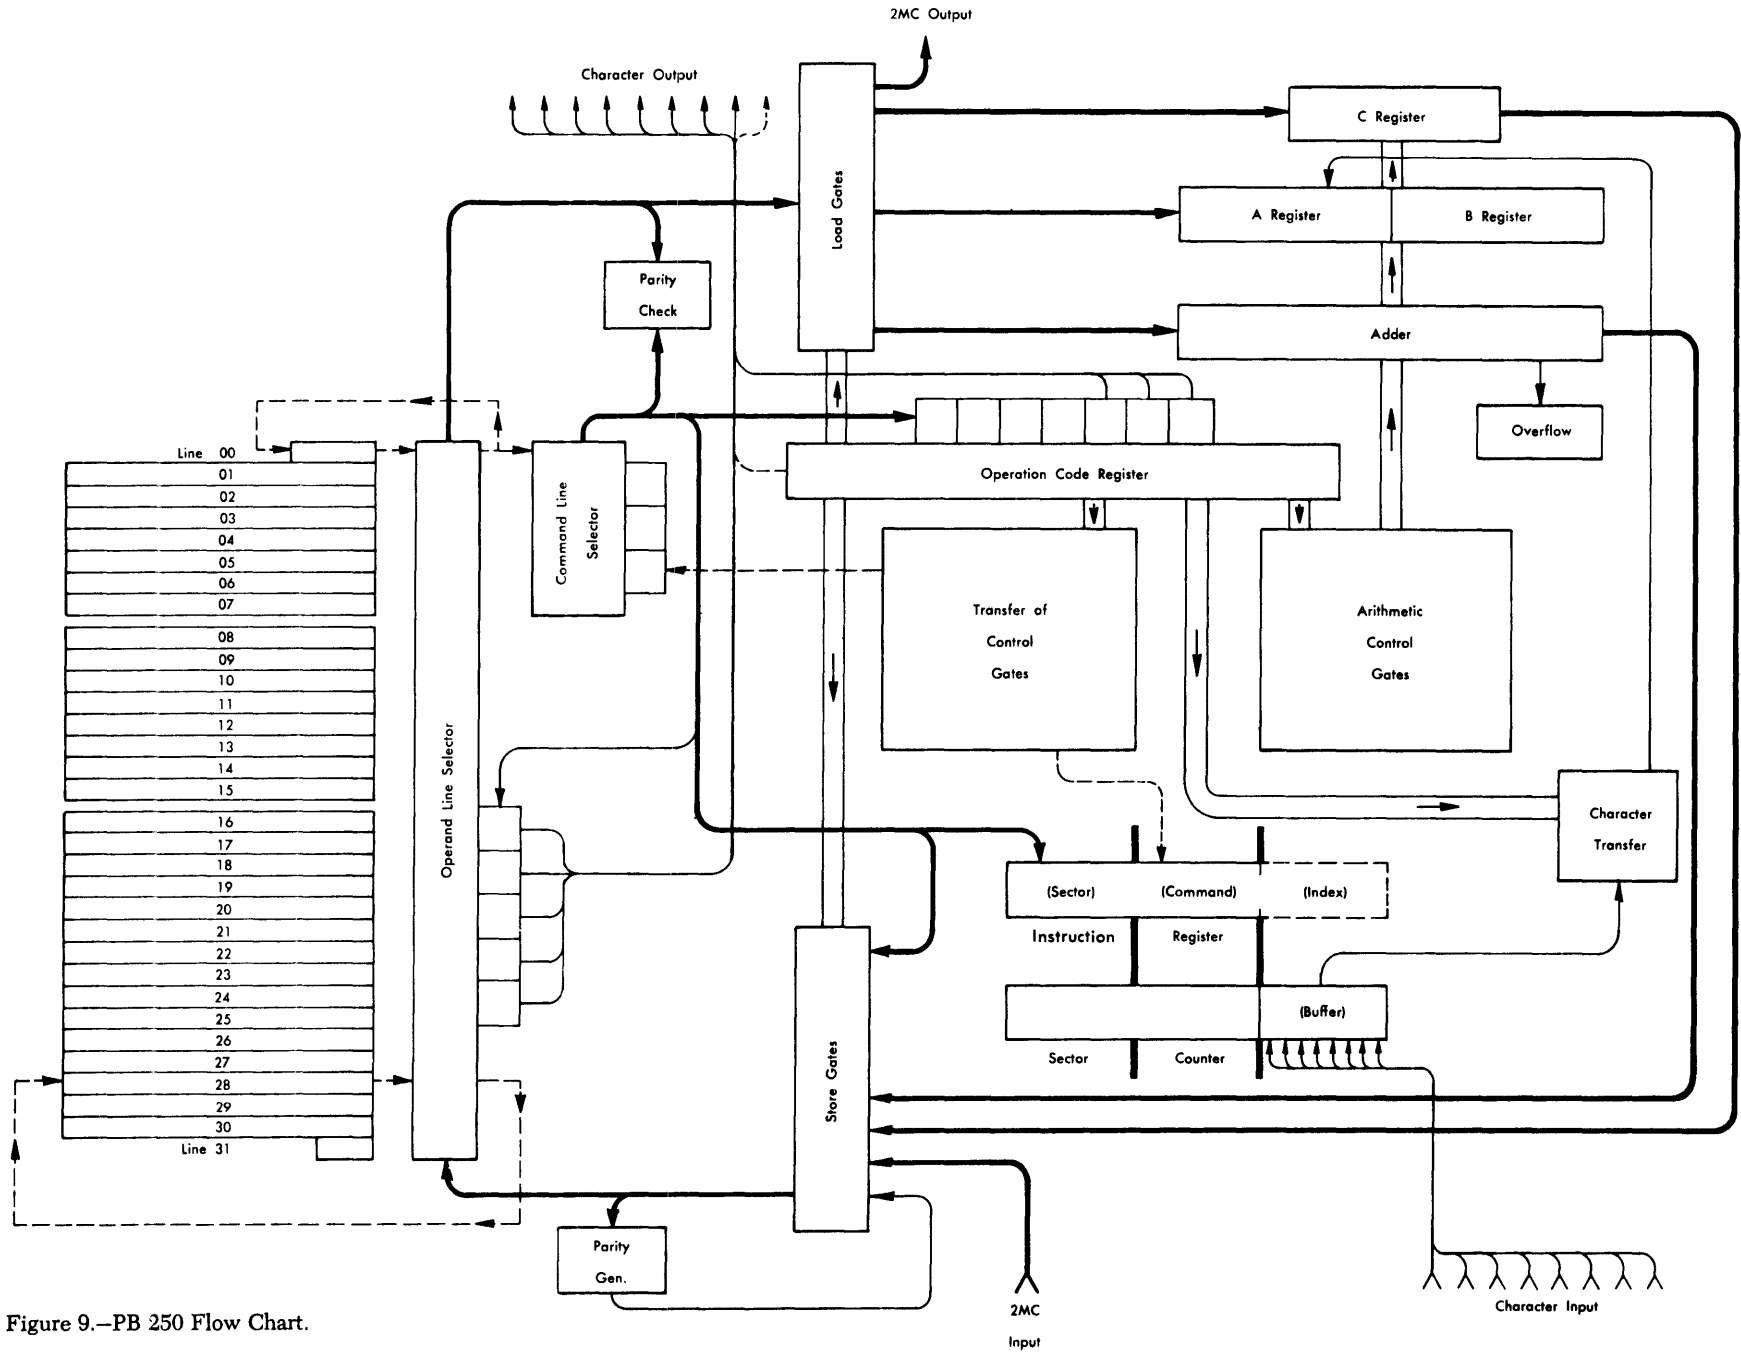 2MC Output
Character Output
C Register
Load Gates
A Register
B Register
Parity
Check
Adder
Overflow
Line 00
01
02
03
04
05
06
07
08
09
10
11
12
13
14
15
16
17
18
19
20
21
22
23
24
25
26
27
28
29
30
Line 31
Operand Line Selector
Command Line
Selector
Operation Code Register
Transfer of
Control
Gates
Arithmetic
Control
Gates
Character
Transfer
(Sector)
(Command)
(Index)
Instruction
Register
(Buffer)
Sector
Counter
Store Gates
Parity
Gen.
2MC
Input
Character Input
Figure 9.—PB 250 Flow Chart.